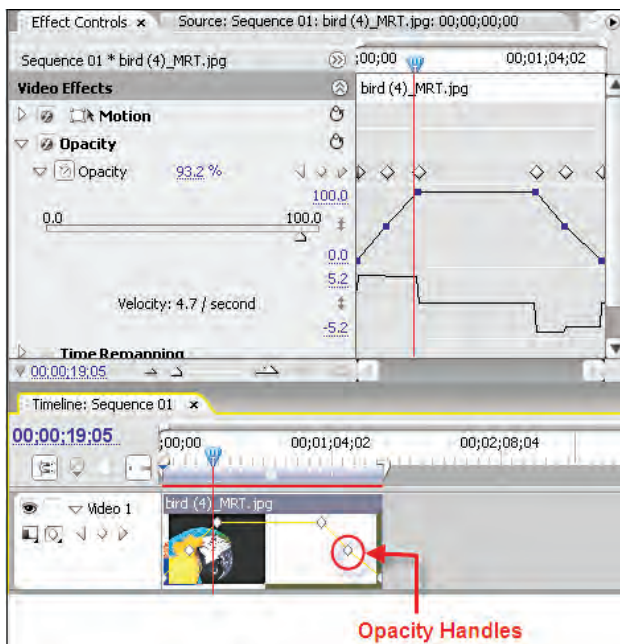 Effect Controls × Source: Sequence 01: bird (4)_MRT.jpg: 00;00;00;00
Sequence 01 * bird (4)_MRT.jpg ;00;00 00;01;04;02
Video Effects bird (4)_MRT.jpg
Motion
Opacity
Opacity 93.2 %
100.0
0.0 100.0
0.0
5.2
Velocity: 4.7 / second
-5.2
Time Remapping
00;00;19;05
Timeline: Sequence 01 ×
00;00;19;05 ;00;00 00;01;04;02 00;02;08;04
Video 1 bird (4)_MRT.jpg
Opacity Handles